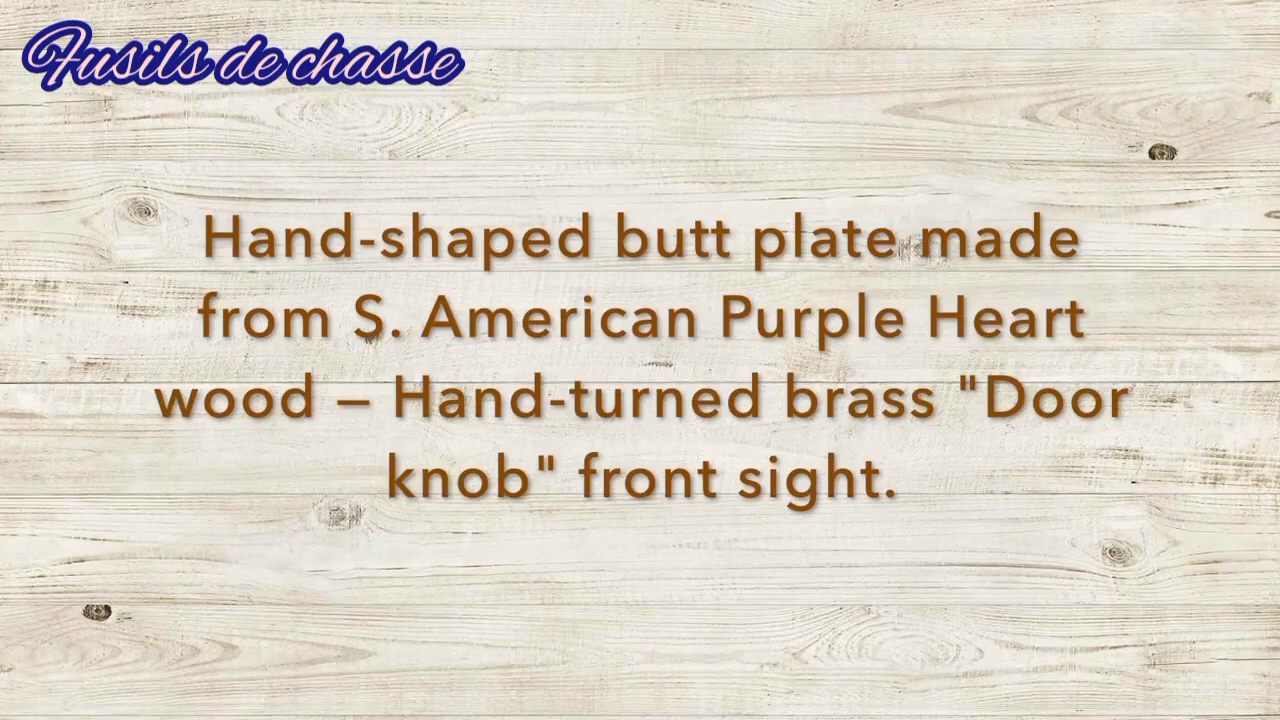 Fusils de chasse
Hand-shaped butt plate made
from S. American Purple Heart
wood – Hand-turned brass "Door
knob" front sight.